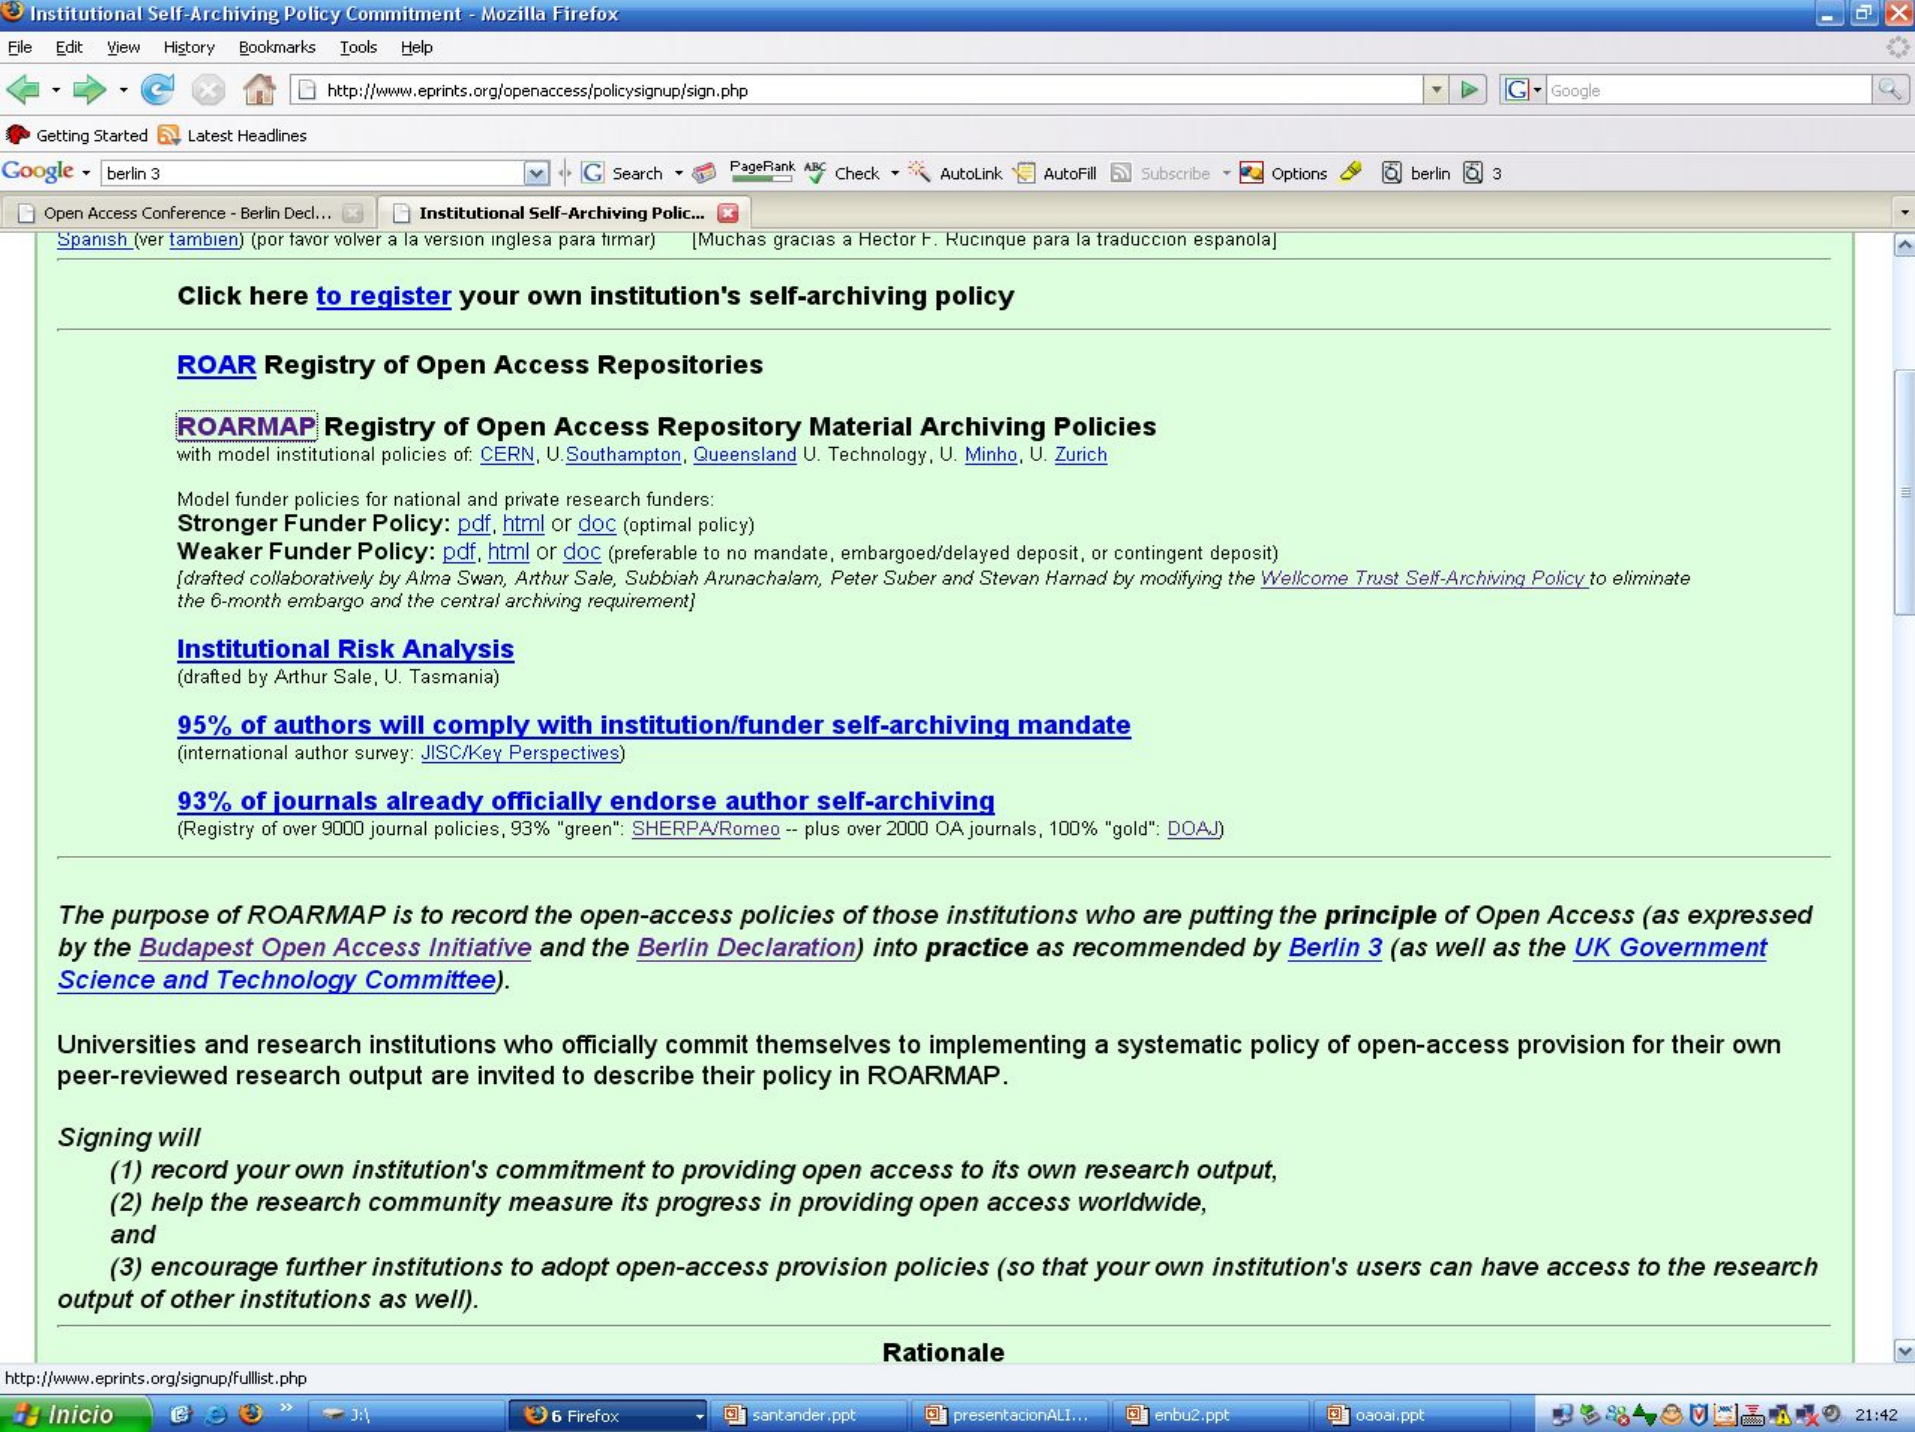 Institutional Self-Archiving Policy Commitment - Mozilla Firefox
File Edit View History Bookmarks Tools Help
http://www.eprints.org/openaccess/policysignup/sign.php Google
Getting Started Latest Headlines
Google berlin 3 Search PageRank ABC Check AutoLink AutoFill Subscribe Options berlin 3
Open Access Conference - Berlin Decl... Institutional Self-Archiving Polic...
Spanish (ver tambien) (por favor volver a la version inglesa para firmar) [Muchas gracias a Hector F. Rucinque para la traduccion espanola]
Click here to register your own institution's self-archiving policy
ROAR Registry of Open Access Repositories
ROARMAP Registry of Open Access Repository Material Archiving Policies
with model institutional policies of: CERN, U.Southampton, Queensland U. Technology, U. Minho, U. Zurich
Model funder policies for national and private research funders:
Stronger Funder Policy: pdf, html or doc (optimal policy)
Weaker Funder Policy: pdf, html or doc (preferable to no mandate, embargoed/delayed deposit, or contingent deposit)
[drafted collaboratively by Alma Swan, Arthur Sale, Subbiah Arunachalam, Peter Suber and Stevan Harnad by modifying the Wellcome Trust Self-Archiving Policy to eliminate
the 6-month embargo and the central archiving requirement]
Institutional Risk Analysis
(drafted by Arthur Sale, U. Tasmania)
95% of authors will comply with institution/funder self-archiving mandate
(international author survey: JISC/Key Perspectives)
93% of journals already officially endorse author self-archiving
(Registry of over 9000 journal policies, 93% "green": SHERPA/Romeo -- plus over 2000 OA journals, 100% "gold": DOAJ)
The purpose of ROARMAP is to record the open-access policies of those institutions who are putting the principle of Open Access (as expressed
by the Budapest Open Access Initiative and the Berlin Declaration) into practice as recommended by Berlin 3 (as well as the UK Government
Science and Technology Committee).
Universities and research institutions who officially commit themselves to implementing a systematic policy of open-access provision for their own
peer-reviewed research output are invited to describe their policy in ROARMAP.
Signing will
(1) record your own institution's commitment to providing open access to its own research output,
(2) help the research community measure its progress in providing open access worldwide,
and
(3) encourage further institutions to adopt open-access provision policies (so that your own institution's users can have access to the research
output of other institutions as well).
Rationale
http://www.eprints.org/signup/fulllist.php
Inicio » J:\ 6 Firefox santander.ppt presentacionALI... enbu2.ppt oaoai.ppt 21:42